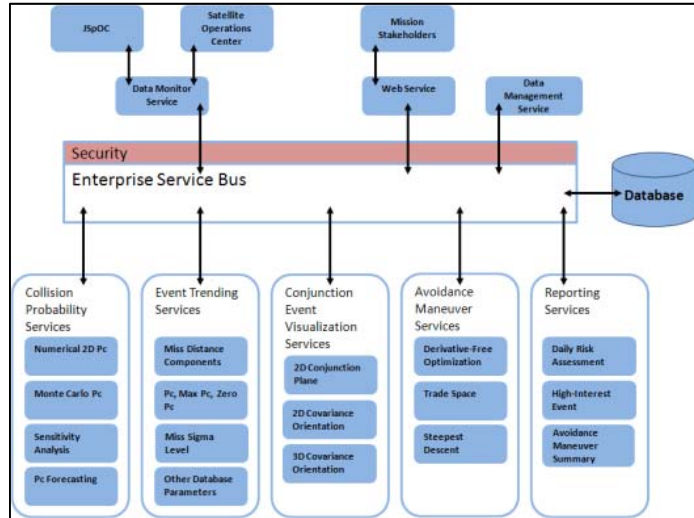 JSpOC
Satellite
Operations
Center
Mission
Stakeholders
Data Monitor
Service
Web Service
Data
Management
Service
Security
Enterprise Service Bus
Database
Collision
Probability
Services
Numerical 2D Pc
Monte Carlo Pc
Sensitivity
Analysis
Pc Forecasting
Event Trending
Services
Miss Distance
Components
Pc, Max Pc, Zero
Pc
Miss Sigma
Level
Other Database
Parameters
Conjunction
Event
Visualization
Services
2D Conjunction
Plane
2D Covariance
Orientation
3D Covariance
Orientation
Avoidance
Maneuver
Services
Derivative-Free
Optimization
Trade Space
Steepest
Descent
Reporting
Services
Daily Risk
Assessment
High-Interest
Event
Avoidance
Maneuver
Summary